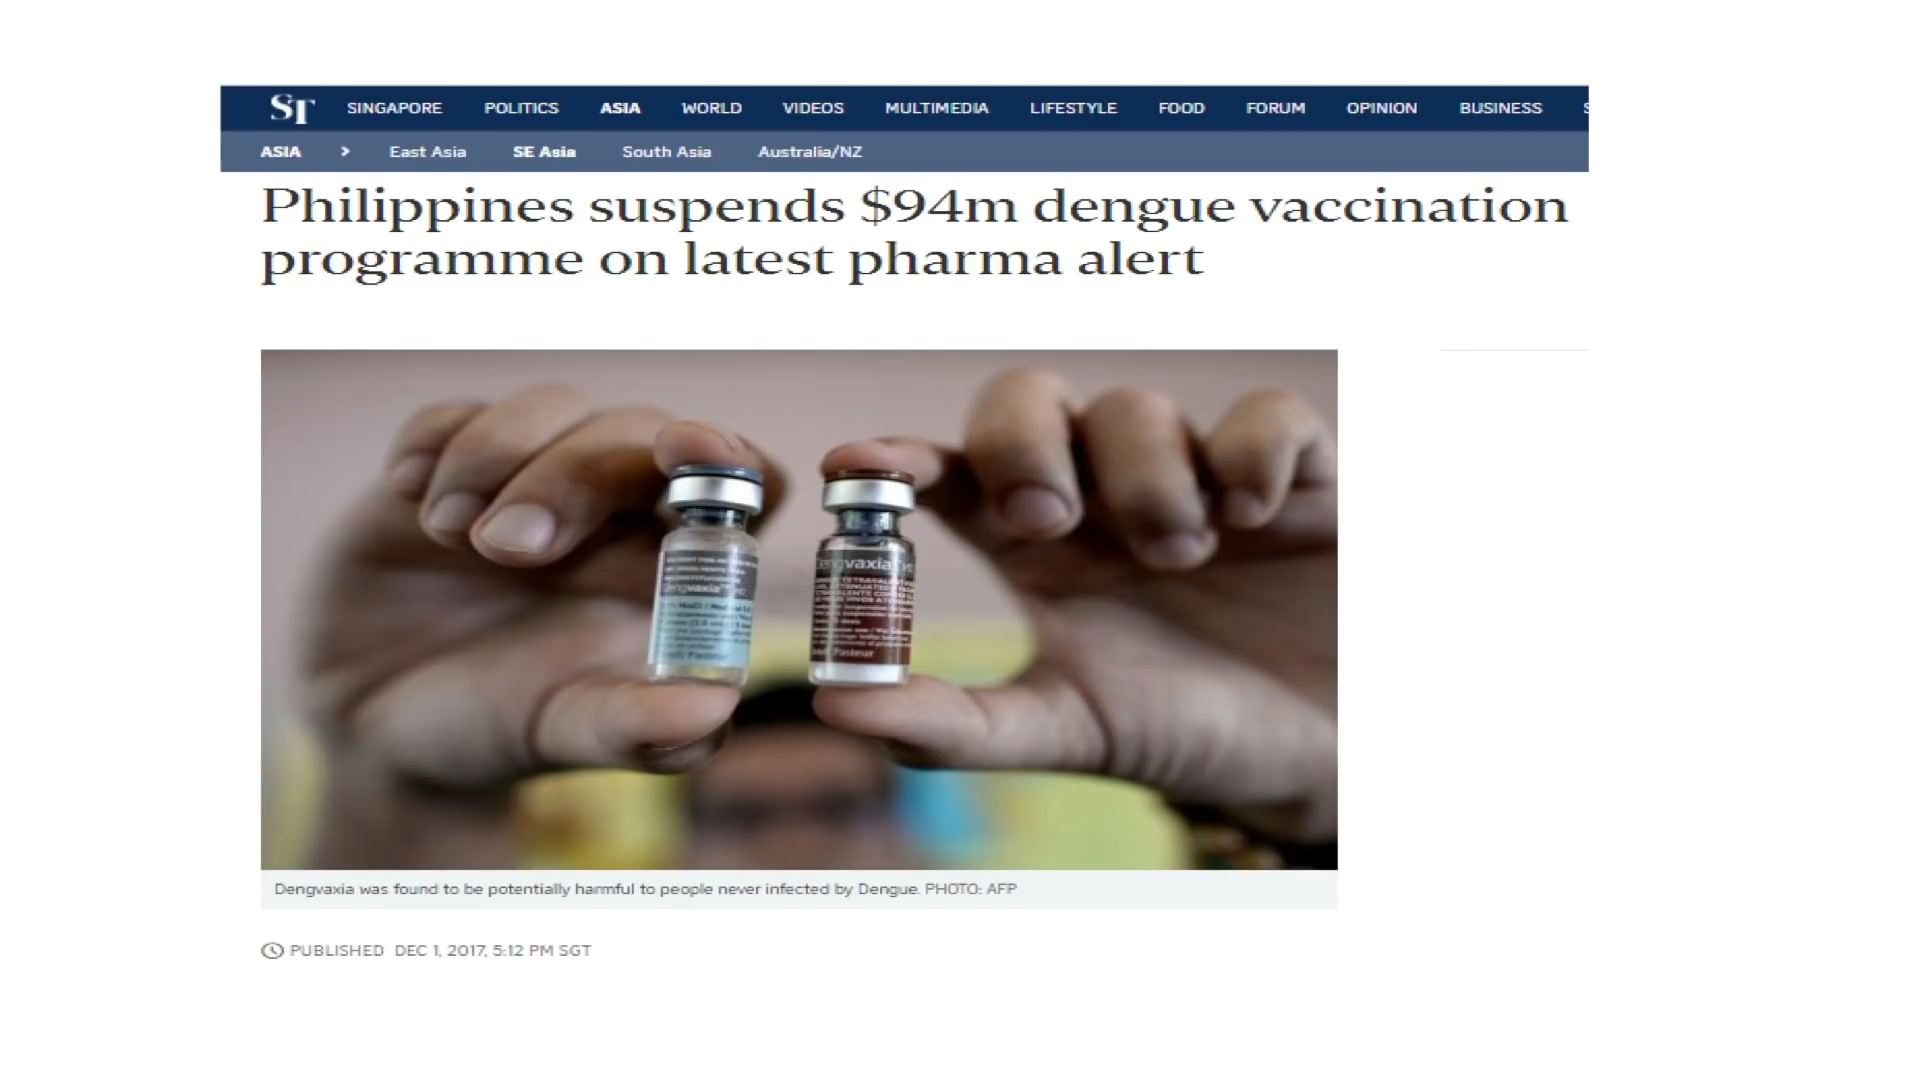 ST SINGAPORE POLITICS ASIA WORLD VIDEOS MULTIMEDIA LIFESTYLE FOOD FORUM OPINION BUSINESS S
ASIA > East Asia SE Asia South Asia Australia/NZ
Philippines suspends $94m dengue vaccination
programme on latest pharma alert
Dengvaxia
Dengvaxia
Pasteur
Pasteur
Dengvaxia was found to be potentially harmful to people never infected by Dengue. PHOTO: AFP
PUBLISHED DEC 1, 2017, 5:12 PM SGT